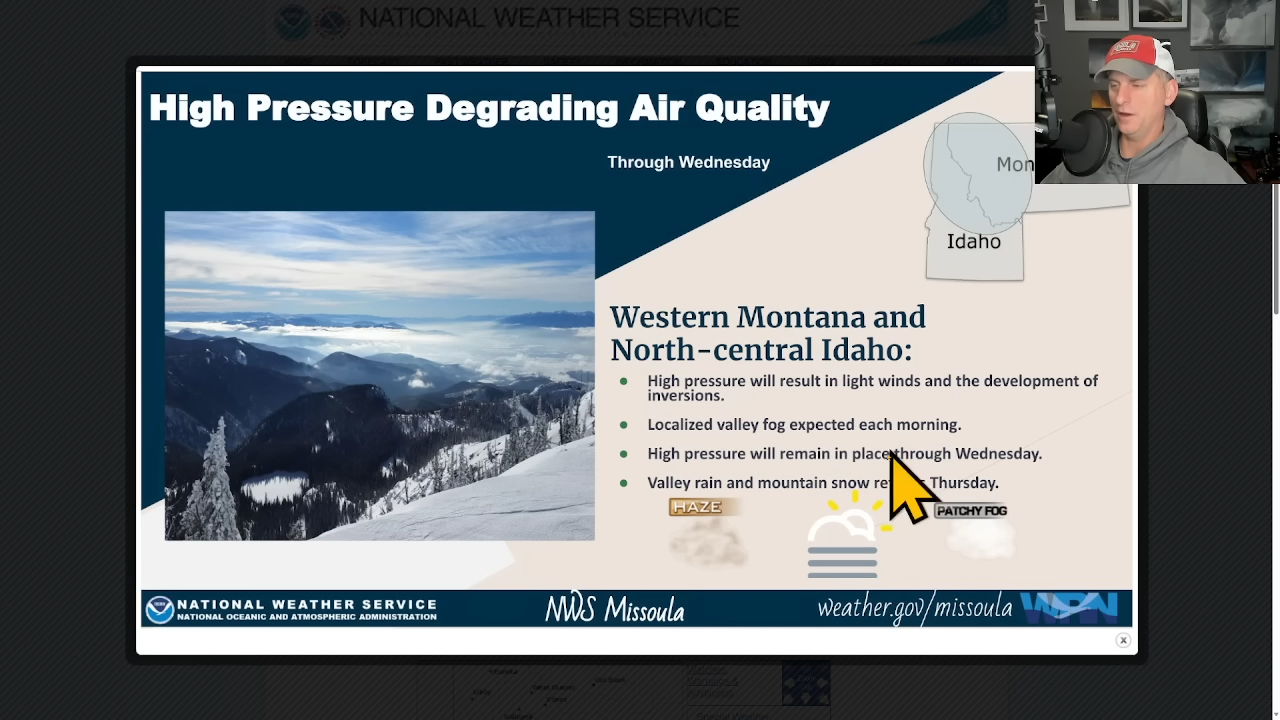 NATIONAL WEATHER SERVICE
High Pressure Degrading Air Quality
Through Wednesday
Mon
Idaho
Western Montana and
North-central Idaho:
High pressure will result in light winds and the development of
inversions.
Localized valley fog expected each morning.
High pressure will remain in place through Wednesday.
Valley rain and mountain snow Thursday.
HAZE
PATCHY FOG
NATIONAL WEATHER SERVICE
NATIONAL OCEANIC AND ATMOSPHERIC ADMINISTRATION
NWS Missoula
weather.gov/missoula
WRN